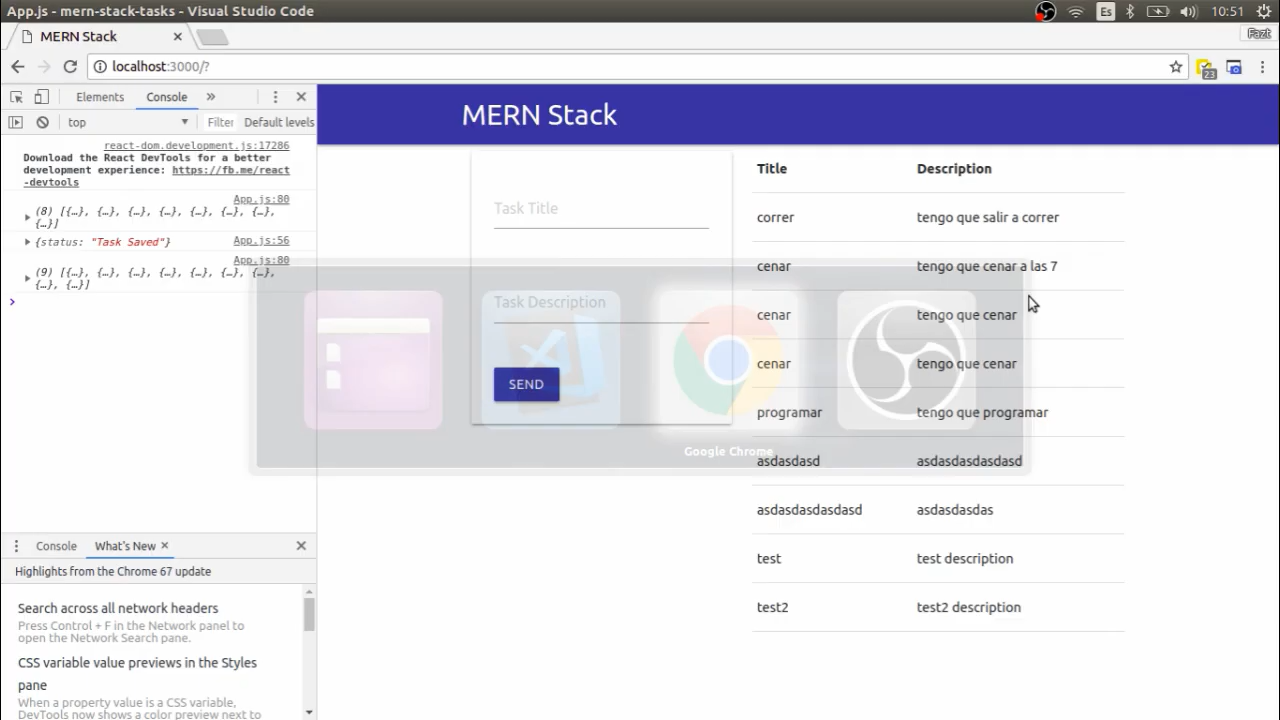 App.js - mern-stack-tasks - Visual Studio Code
Es
10:51
MERN Stack
Fazt
localhost:3000/?
23
Elements
Console
»
top
Filter
Default levels
react-dom.development.js:17286
Download the React DevTools for a better
development experience: https://fb.me/react
-devtools
App.js:80
(8) [{…}, {…}, {…}, {…}, {…}, {…}, {…},
{…}]
{status: "Task Saved"}
App.js:56
App.js:80
(9) [{…}, {…}, {…}, {…}, {…}, {…}, {…},
{…}, {…}]
Console
What's New
Highlights from the Chrome 67 update
Search across all network headers
Press Control + F in the Network panel to
open the Network Search pane.
CSS variable value previews in the Styles
pane
When a property value is a CSS variable,
DevTools now shows a color preview next to
MERN Stack
Task Title
Task Description
SEND
Title Description
correr tengo que salir a correr
cenar tengo que cenar a las 7
cenar tengo que cenar
cenar tengo que cenar
programar tengo que programar
asdasdasd asdasdasdasdasd
asdasdasdasdasd asdasdasdas
test test description
test2 test2 description
Google Chrome